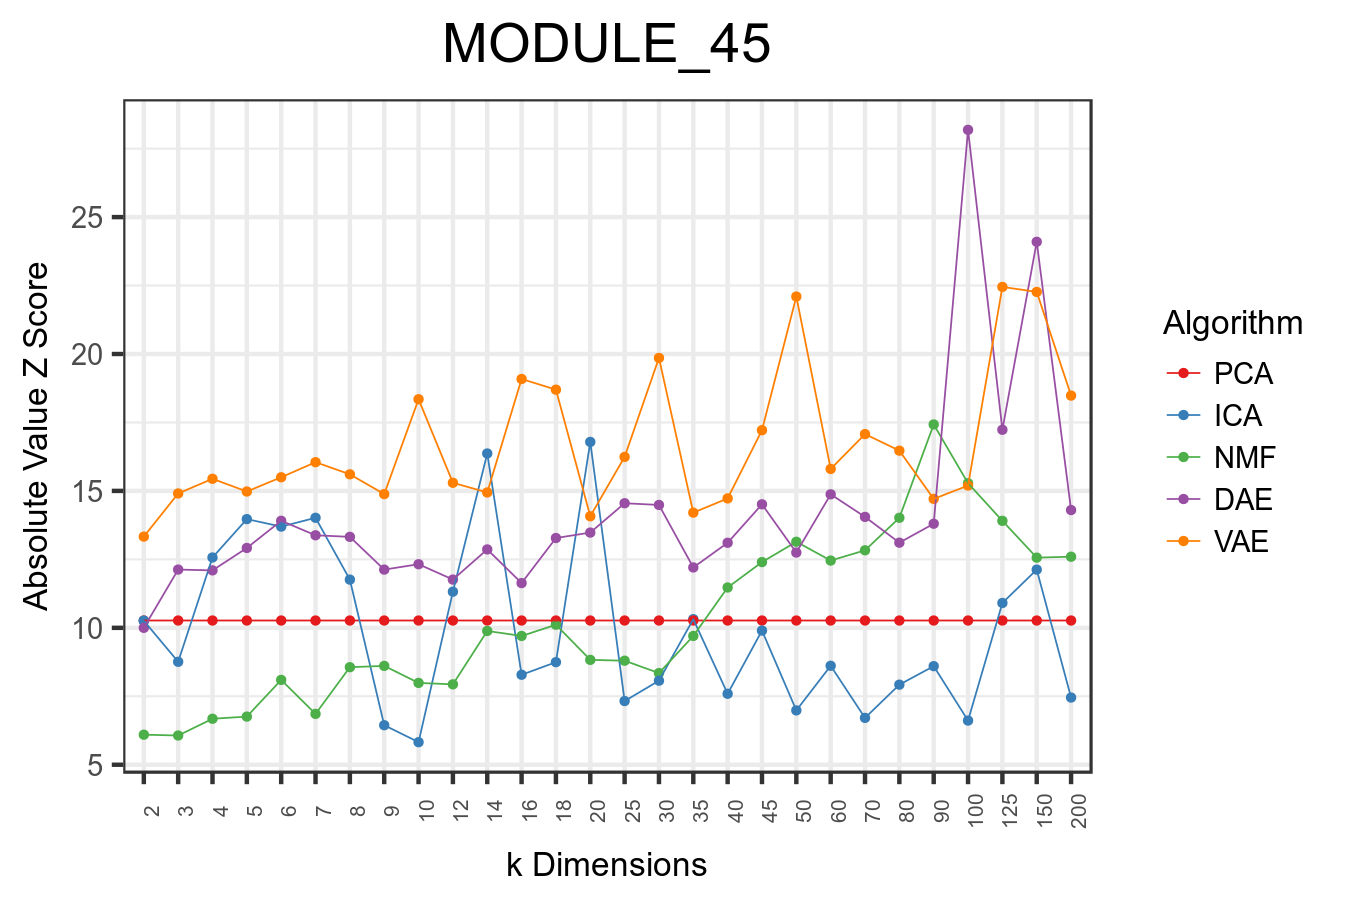 MODULE_45
Absolute Value Z Score
25
20
15
10
5
2 3 4 5 6 7 8 9 10 12 14 16 18 20 25 30 35 40 45 50 60 70 80 90 100 125 150 200
k Dimensions
Algorithm
PCA
ICA
NMF
DAE
VAE